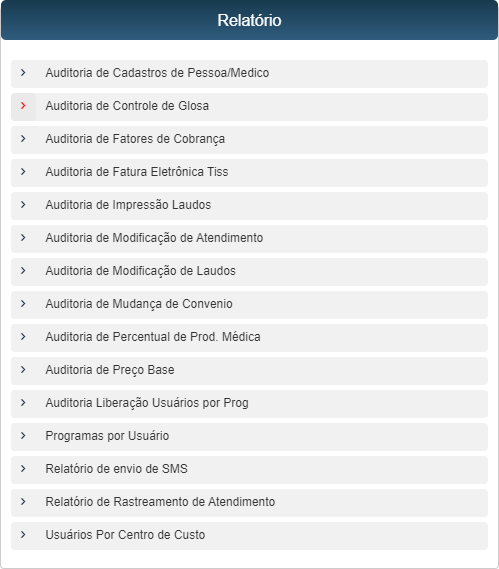 Relatório
Auditoria de Cadastros de Pessoa/Medico
Auditoria de Controle de Glosa
Auditoria de Fatores de Cobrança
Auditoria de Fatura Eletrônica Tiss
Auditoria de Impressão Laudos
Auditoria de Modificação de Atendimento
Auditoria de Modificação de Laudos
Auditoria de Mudança de Convenio
Auditoria de Percentual de Prod. Médica
Auditoria de Preço Base
Auditoria Liberação Usuários por Prog
Programas por Usuário
Relatório de envio de SMS
Relatório de Rastreamento de Atendimento
Usuários Por Centro de Custo